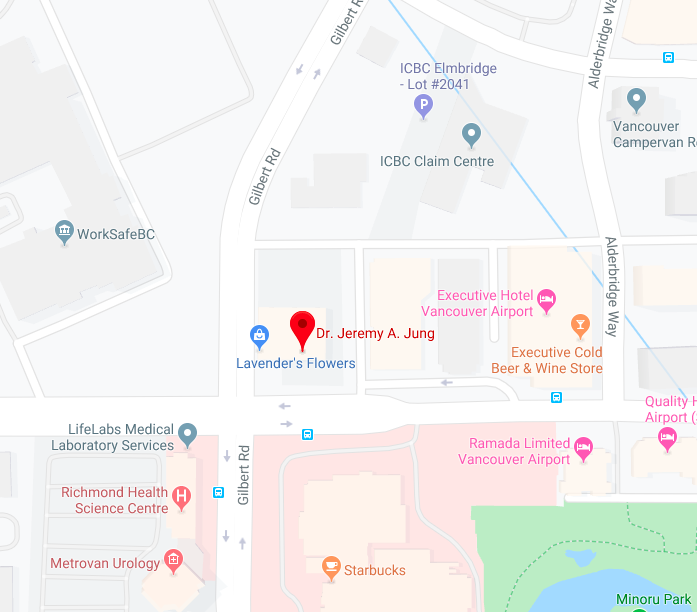 Gilbert Rd
Alderbridge Way
ICBC Elmbridge
- Lot #2041
P
Vancouver
Campervan R
ICBC Claim Centre
Gilbert Rd
WorkSafeBC
Alderbridge Way
Executive Hotel
Vancouver Airport
Dr. Jeremy A. Jung
Lavender's Flowers
Executive Cold
Beer & Wine Store
Quality H
Airport (
LifeLabs Medical
Laboratory Services
Ramada Limited
Vancouver Airport
Gilbert Rd
Richmond Health
Science Centre
H
Metrovan Urology
Starbucks
Minoru Park